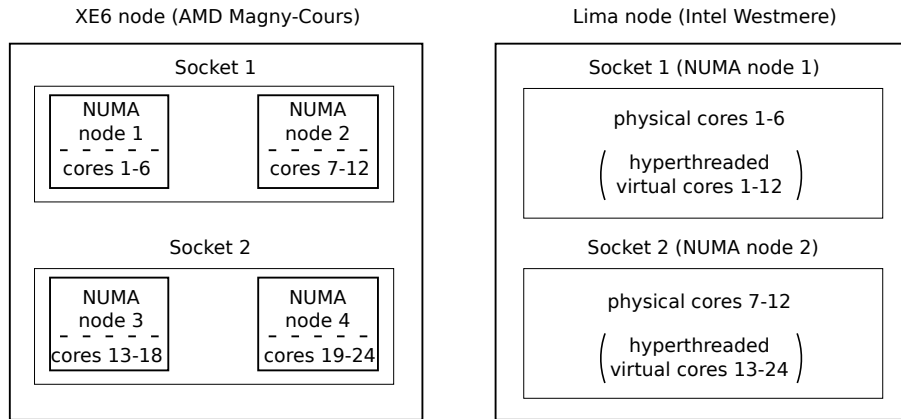 XE6 node (AMD Magny-Cours)
Socket 1
NUMA
node 1
cores 1-6
NUMA
node 2
cores 7-12
Socket 2
NUMA
node 3
cores 13-18
NUMA
node 4
cores 19-24
Lima node (Intel Westmere)
Socket 1 (NUMA node 1)
physical cores 1-6
( hyperthreaded
virtual cores 1-12 )
Socket 2 (NUMA node 2)
physical cores 7-12
( hyperthreaded
virtual cores 13-24 )